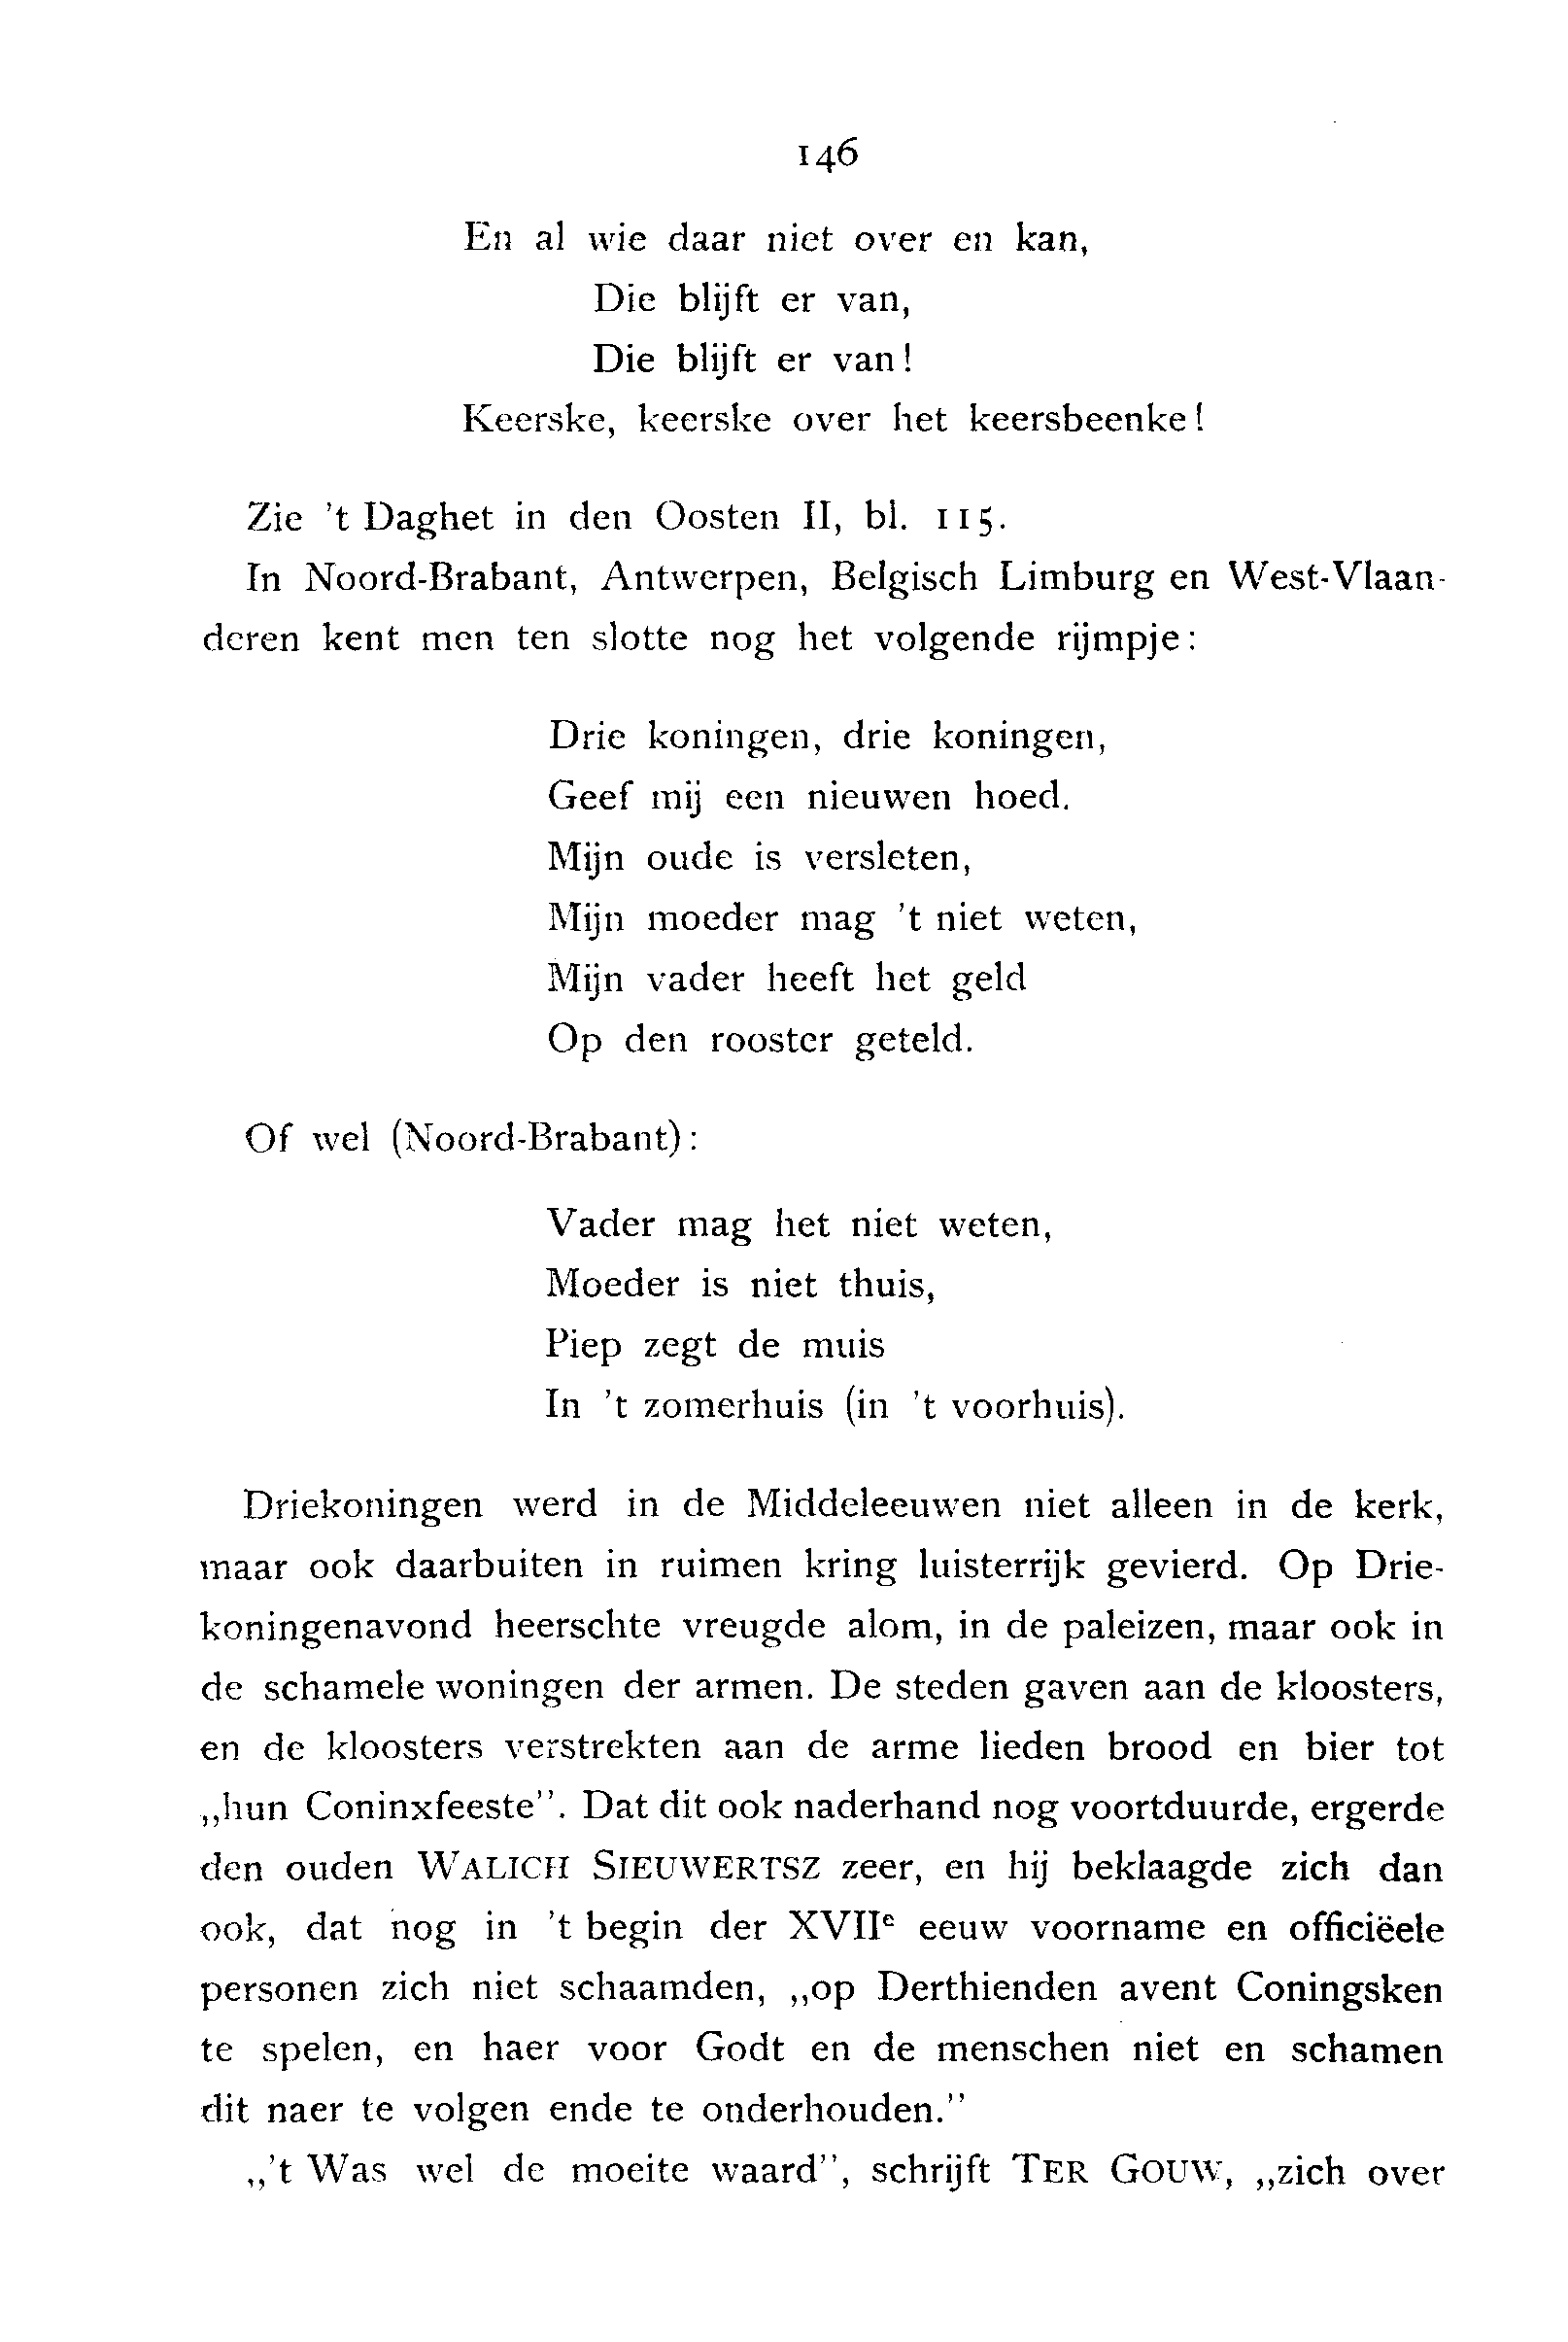 146
En al wie daar niet over en kan,
Die blijft er van,
Die blijft er van!
Keerske, keerske over het keersbeenke!
Zie 't Daghet in den Oosten II, bl. 115.
In Noord-Brabant, Antwerpen, Belgisch Limburg en West-Vlaan-
deren kent men ten slotte nog het volgende rijmpje:
Drie koningen, drie koningen,
Geef mij een nieuwen hoed.
Mijn oude is versleten,
Mijn moeder mag 't niet weten,
Mijn vader heeft het geld
Op den rooster geteld.
Of wel (Noord-Brabant):
Vader mag het niet weten,
Moeder is niet thuis,
Piep zegt de muis
In 't zomerhuis (in 't voorhuis).
Driekoningen werd in de Middeleeuwen niet alleen in de kerk,
maar ook daarbuiten in ruimen kring luisterrijk gevierd. Op Drie-
koningenavond heerschte vreugde alom, in de paleizen, maar ook in
de schamele woningen der armen. De steden gaven aan de kloosters,
en de kloosters verstrekten aan de arme lieden brood en bier tot
„hun Coninxfeeste”. Dat dit ook naderhand nog voortduurde, ergerde
den ouden WALICH SIEUWERTSZ zeer, en hij beklaagde zich dan
ook, dat nog in 't begin der XVIIe eeuw voorname en officiëele
personen zich niet schaamden, „op Derthienden avent Coningsken
te spelen, en haer voor Godt en de menschen niet en schamen
dit naer te volgen ende te onderhouden.”
„'t Was wel de moeite waard”, schrijft TER GOUW, „zich over